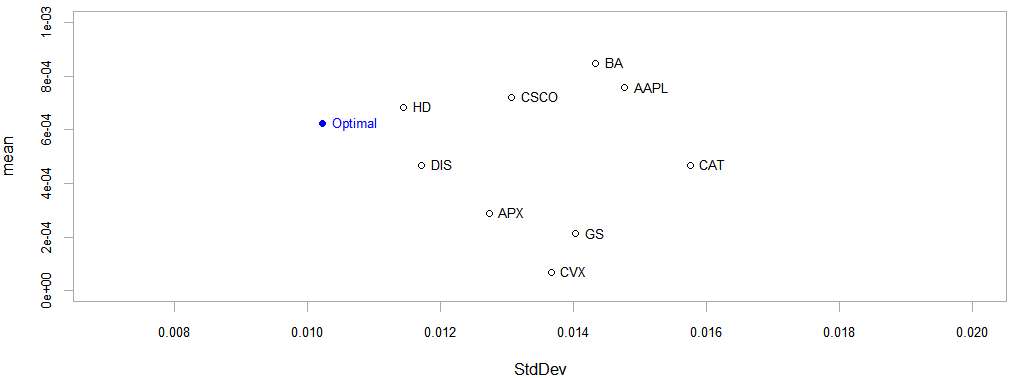 1e-03
8e-04
6e-04
4e-04
2e-04
0e+00
mean
BA
AAPL
CSCO
HD
Optimal
DIS
CAT
APX
GS
CVX
0.008 0.010 0.012 0.014 0.016 0.018 0.020
StdDev